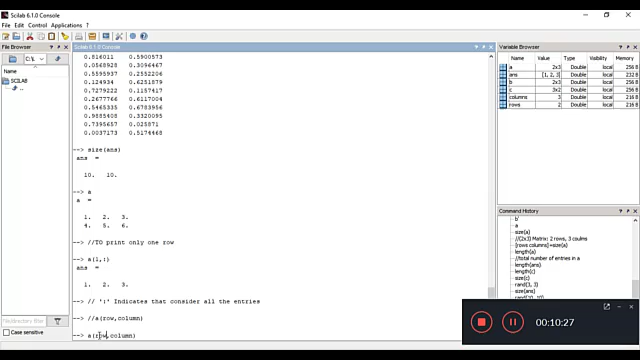 Scilab 6.1.0 Console
File Edit Control Applications ?
File Browser
Name
SCILAB
..
File/directories filter
Case sensitive
Scilab 6.1.0 Console
0.816011 0.5900573
0.0568928 0.3096467
0.5595937 0.2552206
0.124934 0.6251879
0.7279222 0.1157417
0.2677766 0.6117004
0.5465335 0.6783956
0.9885408 0.3320095
0.7395657 0.025871
0.0037173 0.5174468
--> size(ans)
ans =
10. 10.
--> a
a =
1. 2. 3.
4. 5. 6.
--> //TO print only one row
--> a(1,:)
ans =
1. 2. 3.
--> // ':' Indicates that consider all the entries
--> //a(row,column)
--> a(row,column)
Variable Browser
Name Value Type Visibility Memory
a 2x3 Double local 256 B
ans [1, 2, 3] Double local 232 B
b 2x3 Double local 256 B
c 3x2 Double local 256 B
columns 3 Double local 216 B
rows 2 Double local 216 B
Command History
b'
a
size(a)
//(2x3) Matrix: 2 rows, 3 coulms
[rows columns]=size(a)
length(a)
//total number of entries in a
length(ans)
length(c)
size(c)
rand(3, 3)
size(ans)
00:10:27